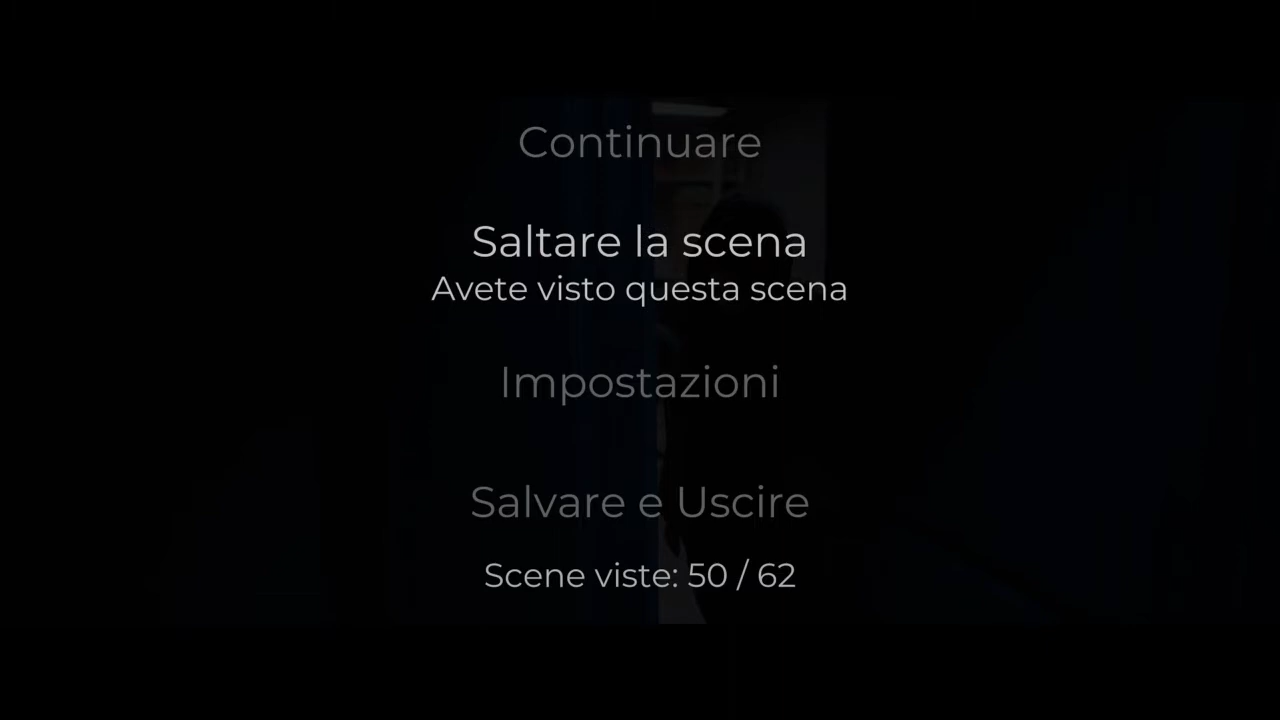 Continuare
Saltare la scena
Avete visto questa scena
Impostazioni
Salvare e Uscire
Scene viste: 50 / 62